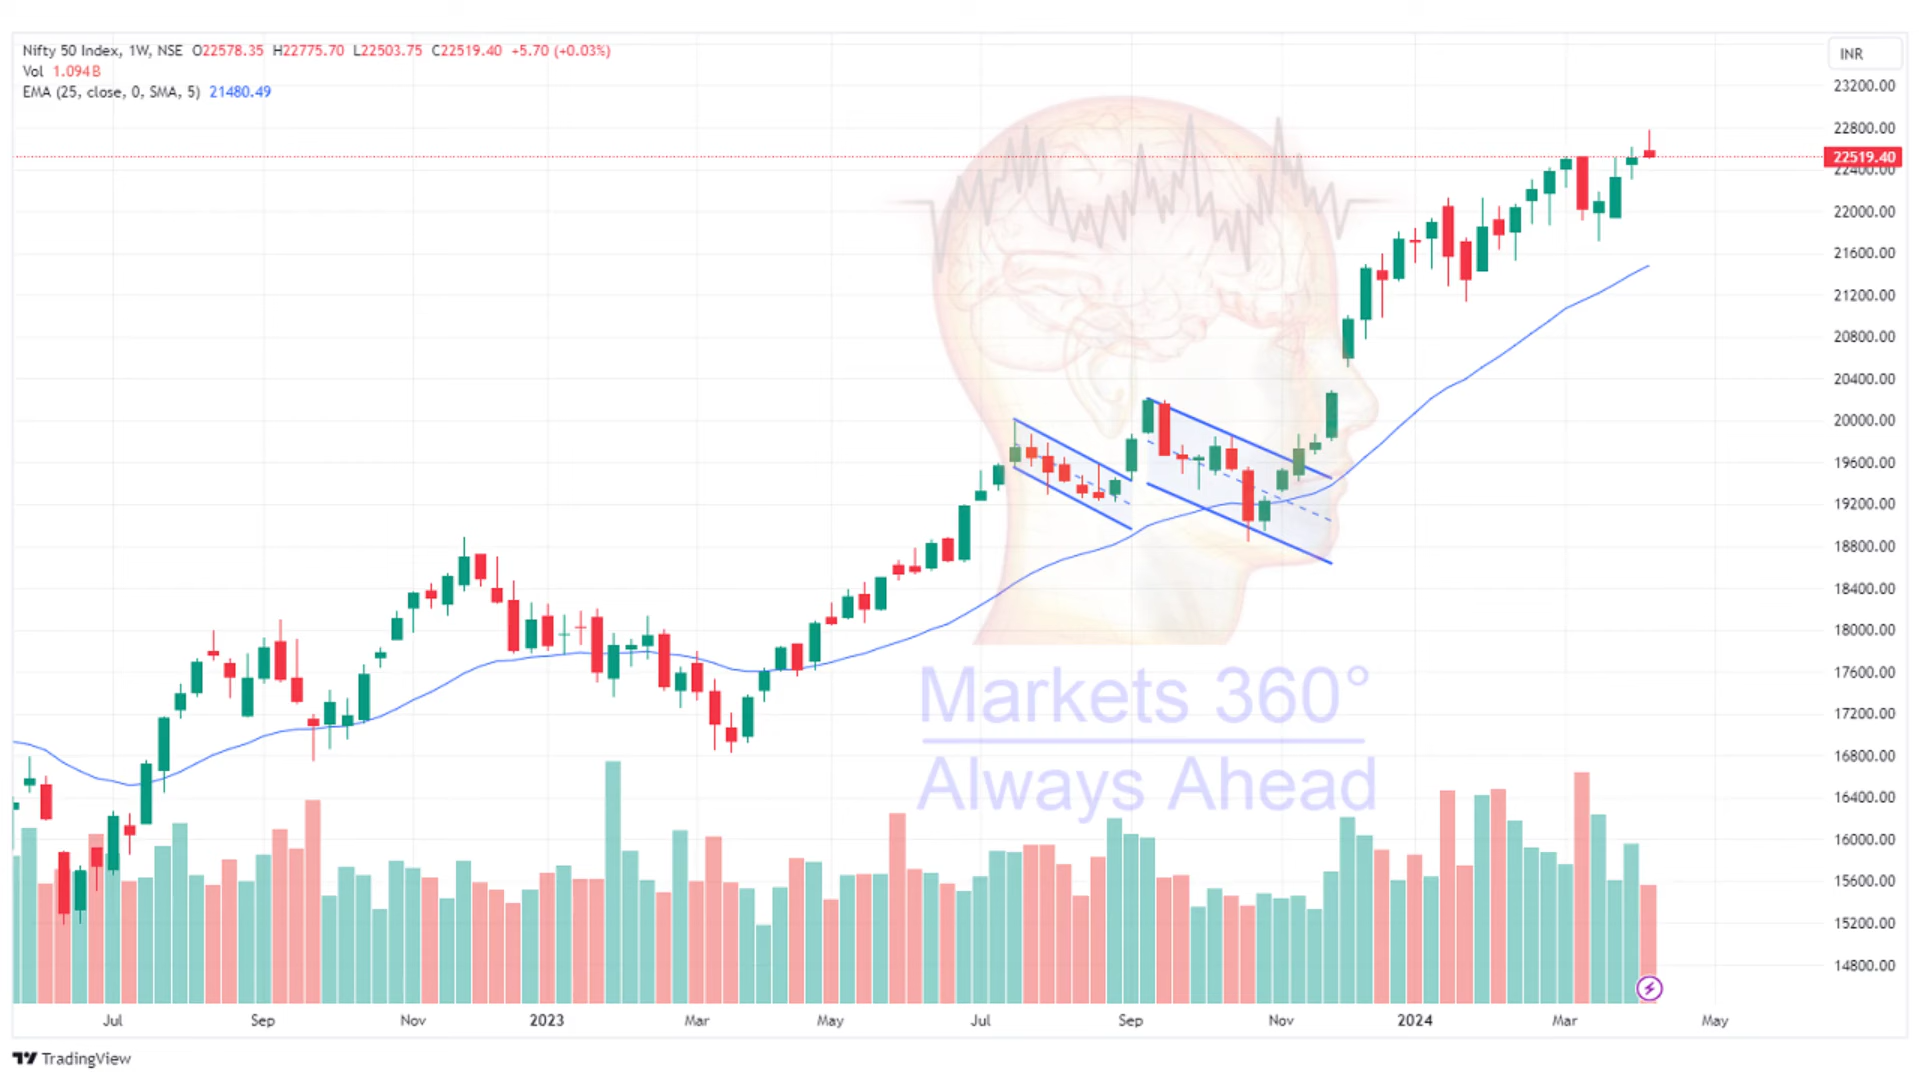 Nifty 50 Index, 1W, NSE O22578.35 H22775.70 L22503.75 C22519.40 +5.70 (+0.03%)
Vol 1.094B
EMA (25, close, 0, SMA, 5) 21480.49
INR
23200.00
22800.00
22519.40
22400.00
22000.00
21600.00
21200.00
20800.00
20400.00
20000.00
19600.00
19200.00
18800.00
18400.00
18000.00
17600.00
17200.00
16800.00
16400.00
16000.00
15600.00
15200.00
14800.00
Markets 360°
Always Ahead
Jul Sep Nov 2023 Mar May Jul Sep Nov 2024 Mar May
TradingView